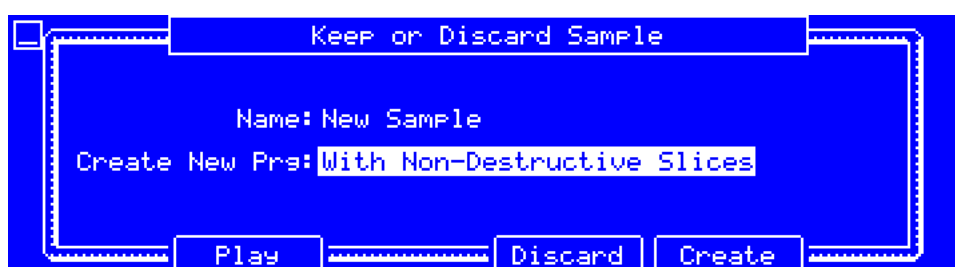 Keep or Discard Sample
Name:New Sample
Create New Prg:With Non-Destructive Slices
Play Discard Create